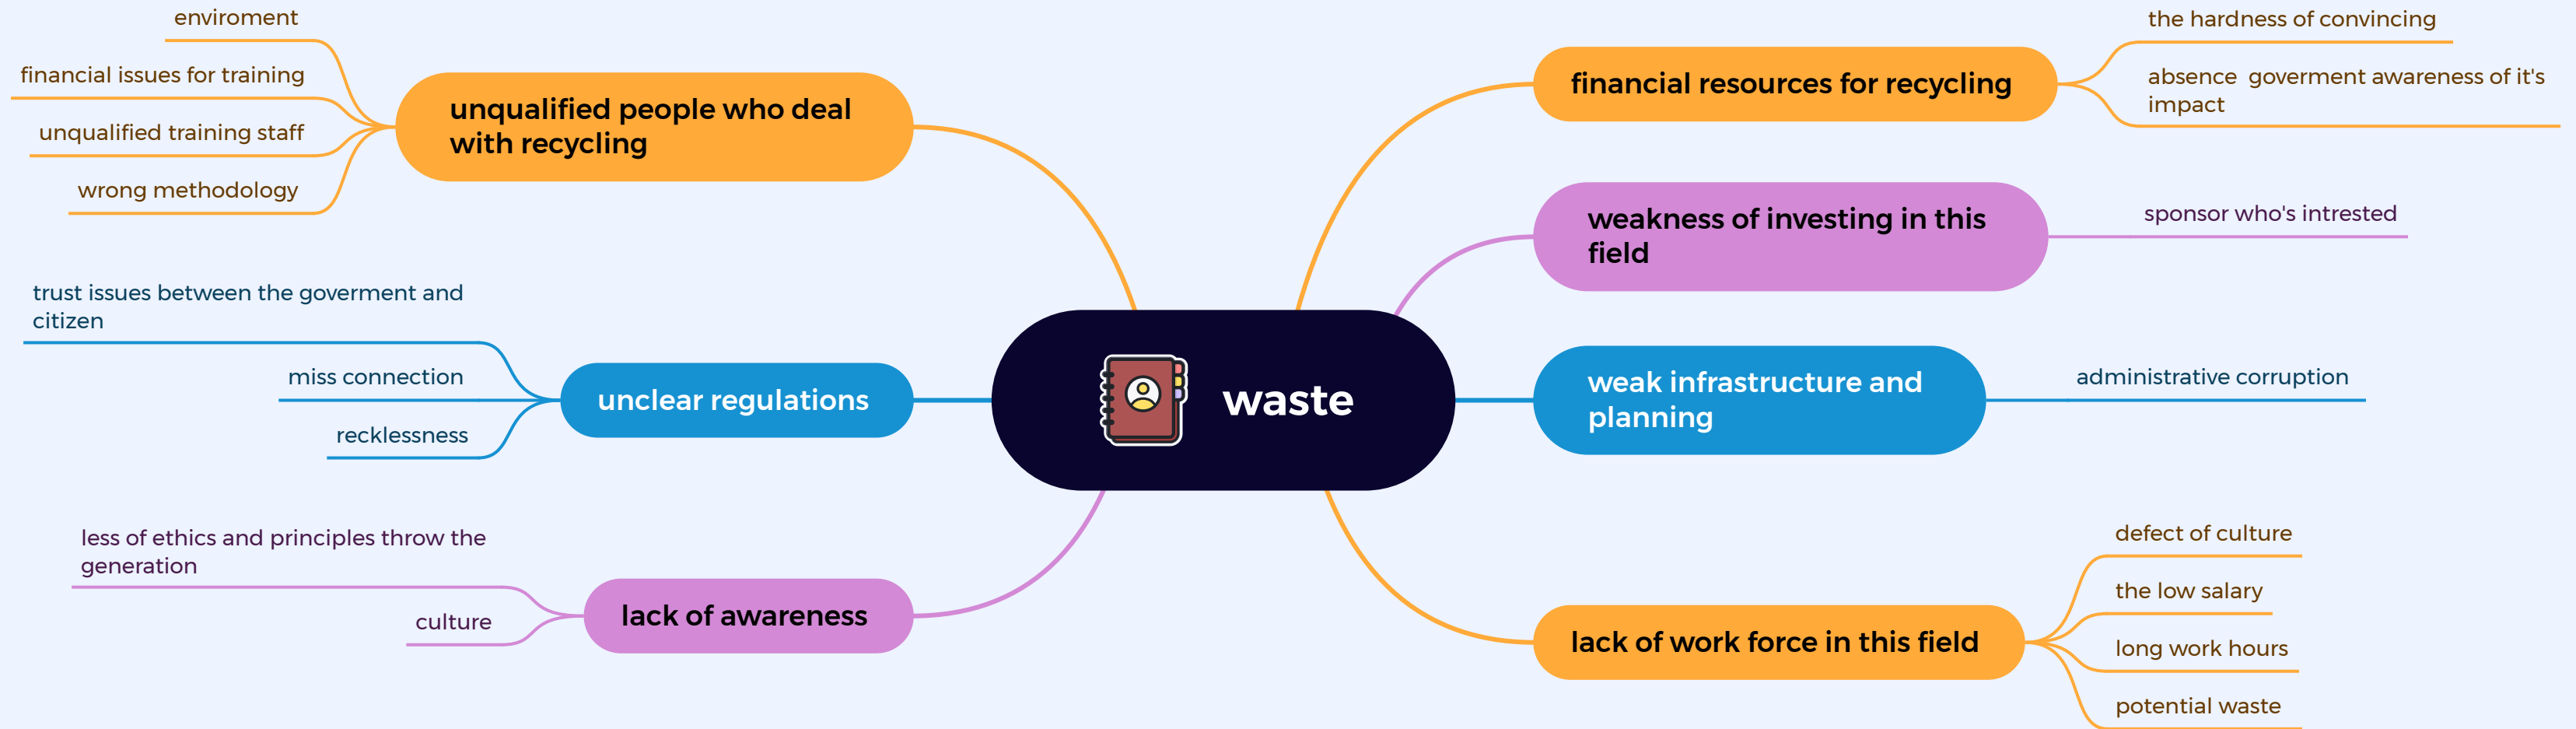 enviroment
financial issues for training
unqualified training staff
wrong methodology
unqualified people who deal
with recycling
trust issues between the goverment and
citizen
miss connection
recklessness
unclear regulations
less of ethics and principles throw the
generation
culture
lack of awareness
waste
financial resources for recycling
the hardness of convincing
absence  goverment awareness of it's
impact
weakness of investing in this
field
sponsor who's intrested
weak infrastructure and
planning
administrative corruption
lack of work force in this field
defect of culture
the low salary
long work hours
potential waste